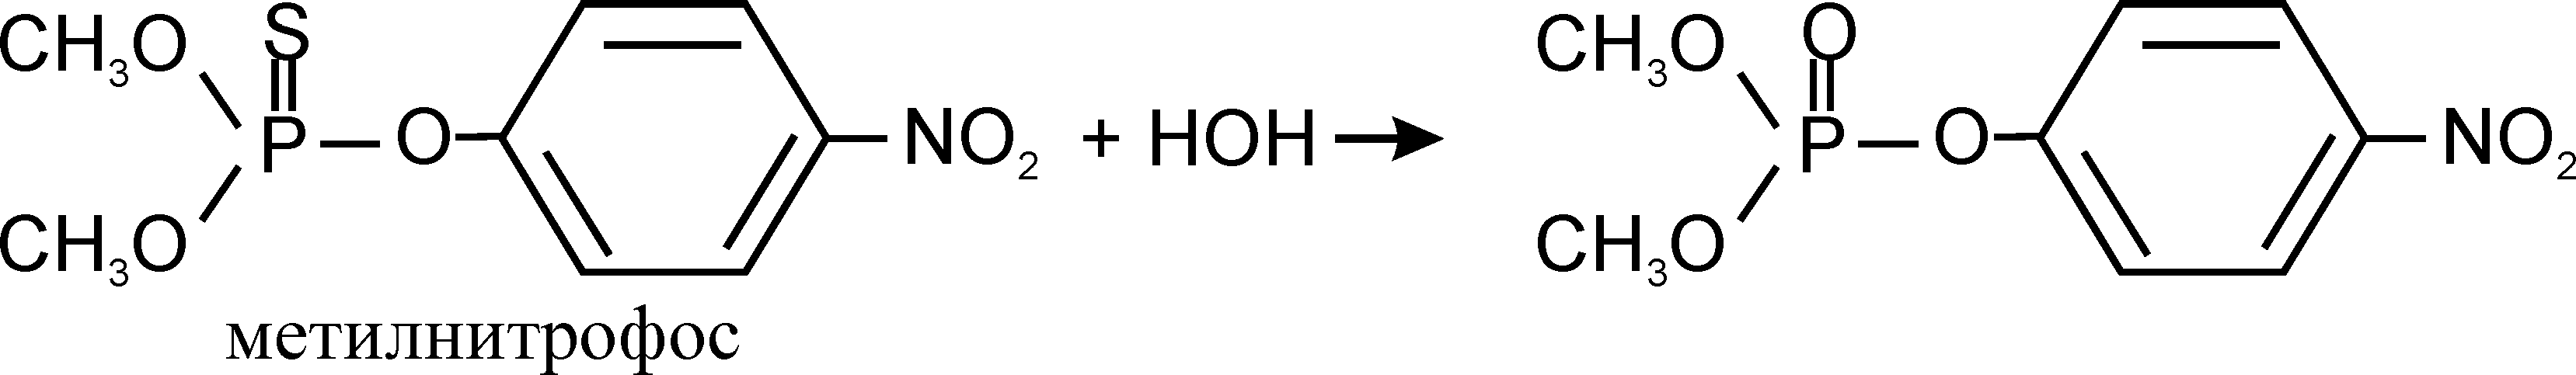 CH₃O S CH₃O O
P O NO₂ + HOH P O NO₂
CH₃O CH₃O
метилнитрофос